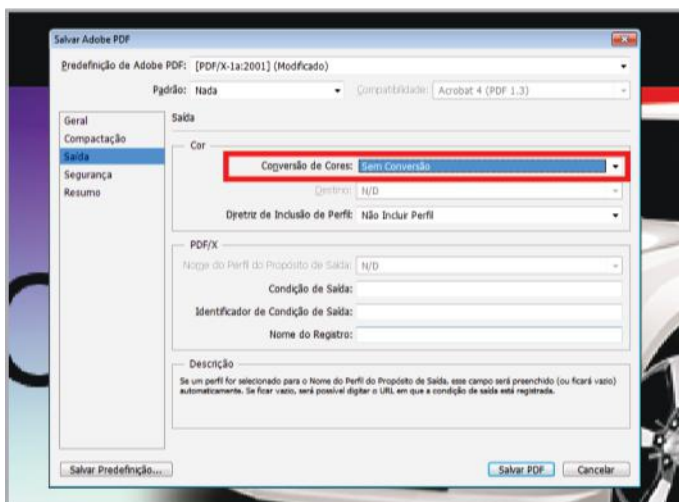 Salvar Adobe PDF
Predefinição de Adobe PDF: [PDF/X-1a:2001] (Modificado)
Padrão: Nada Compatibilidade: Acrobat 4 (PDF 1.3)
Geral
Compactação
Saída
Segurança
Resumo
Saída
Cor
Conversão de Cores: Sem Conversão
Destino: N/D
Diretriz de Inclusão de Perfil: Não Incluir Perfil
PDF/X
Nome do Perfil do Propósito de Saída: N/D
Condição de Saída:
Identificador de Condição de Saída:
Nome do Registro:
Descrição
Se um perfil for selecionado para o Nome do Perfil do Propósito de Saída, esse campo será preenchido (ou ficará vazio)
automaticamente. Se ficar vazio, será possível digitar o URL em que a condição de saída está registrada.
Salvar Predefinição... Salvar PDF Cancelar